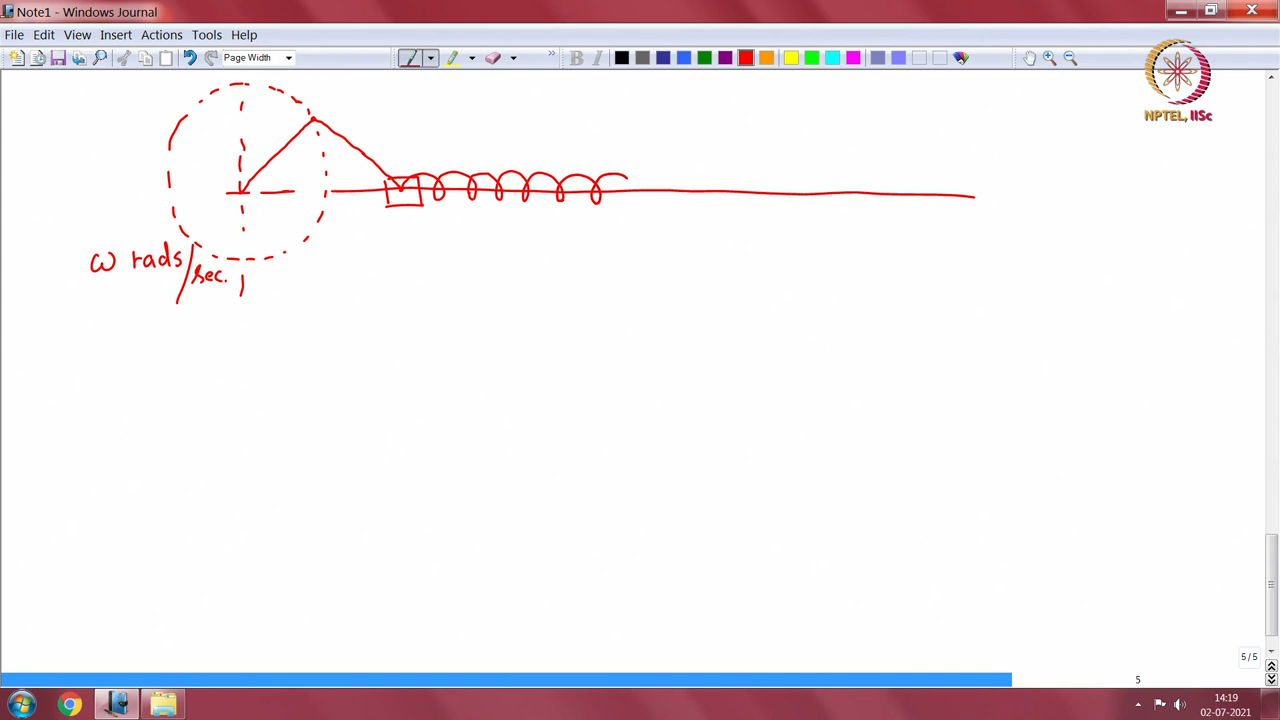 Note1 - Windows Journal
File Edit View Insert Actions Tools Help
Page Width
B I
NPTEL, IISc
ω rads/sec.
5/5
5
14:19
02-07-2021